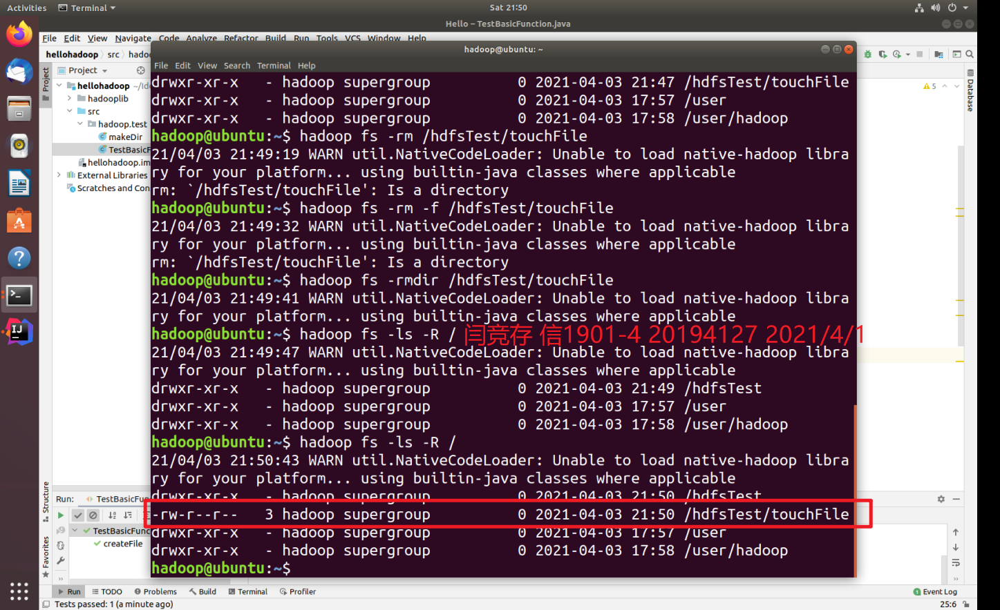 Activities Terminal Sat 21:50
Hello – TestBasicFunction.java
File Edit View Navigate Code Analyze Refactor Build Run Tools VCS Window Help
hellohadoop src
hadoop@ubuntu: ~
File Edit View Search Terminal Help
Project
Project
hellohadoop
hadooplib
src
hadoop.test
makeDir
hellohadoop.im
External Libraries
Scratches and Con
5
Database
drwxr-xr-x - hadoop supergroup 0 2021-04-03 21:47 /hdfsTest/touchFile
drwxr-xr-x - hadoop supergroup 0 2021-04-03 17:57 /user
drwxr-xr-x - hadoop supergroup 0 2021-04-03 17:58 /user/hadoop
hadoop@ubuntu:~$ hadoop fs -rm /hdfsTest/touchFile
21/04/03 21:49:19 WARN util.NativeCodeLoader: Unable to load native-hadoop libra
ry for your platform... using builtin-java classes where applicable
rm: `/hdfsTest/touchFile': Is a directory
hadoop@ubuntu:~$ hadoop fs -rm -f /hdfsTest/touchFile
21/04/03 21:49:32 WARN util.NativeCodeLoader: Unable to load native-hadoop libra
ry for your platform... using builtin-java classes where applicable
rm: `/hdfsTest/touchFile': Is a directory
hadoop@ubuntu:~$ hadoop fs -rmdir /hdfsTest/touchFile
21/04/03 21:49:41 WARN util.NativeCodeLoader: Unable to load native-hadoop libra
ry for your platform... using builtin-java classes where applicable
hadoop@ubuntu:~$ hadoop fs -ls -R / 闫竞存 信1901-4 20194127 2021/4/1
21/04/03 21:49:47 WARN util.NativeCodeLoader: Unable to load native-hadoop libra
ry for your platform... using builtin-java classes where applicable
drwxr-xr-x - hadoop supergroup 0 2021-04-03 21:49 /hdfsTest
drwxr-xr-x - hadoop supergroup 0 2021-04-03 17:57 /user
drwxr-xr-x - hadoop supergroup 0 2021-04-03 17:58 /user/hadoop
hadoop@ubuntu:~$ hadoop fs -ls -R /
21/04/03 21:50:43 WARN util.NativeCodeLoader: Unable to load native-hadoop libra
ry for your platform... using builtin-java classes where applicable
drwxr-xr-x - hadoop supergroup 0 2021-04-03 21:50 /hdfsTest
-rw-r--r-- 3 hadoop supergroup 0 2021-04-03 21:50 /hdfsTest/touchFile
drwxr-xr-x - hadoop supergroup 0 2021-04-03 17:57 /user
drwxr-xr-x - hadoop supergroup 0 2021-04-03 17:58 /user/hadoop
hadoop@ubuntu:~$
Structure
Favorites
Run: TestBasicFun
TestBasicFunc
createFile
Run TODO Problems Build Terminal Profiler 1 Event Log
Tests passed: 1 (a minute ago) 25:6